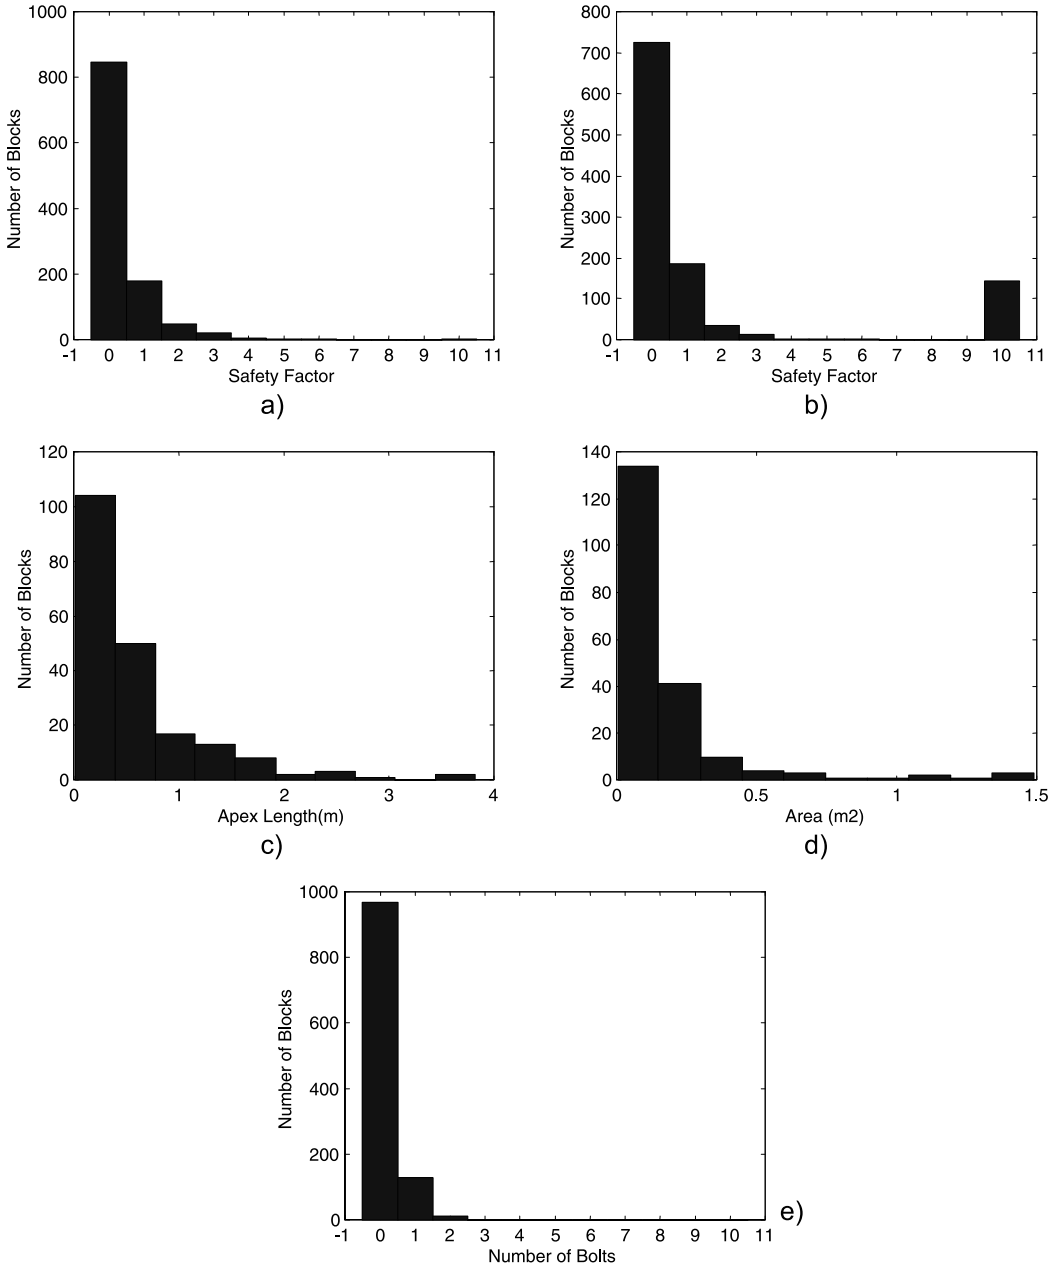 1000
800
600
400
200
0
-1 0 1 2 3 4 5 6 7 8 9 10 11
Number of Blocks
Safety Factor
a)
800
700
600
500
400
300
200
100
0
-1 0 1 2 3 4 5 6 7 8 9 10 11
Number of Blocks
Safety Factor
b)
120
100
80
60
40
20
0
0 1 2 3 4
Number of Blocks
Apex Length(m)
c)
140
120
100
80
60
40
20
0
0 0.5 1 1.5
Number of Blocks
Area (m2)
d)
1000
800
600
400
200
0
-1 0 1 2 3 4 5 6 7 8 9 10 11
Number of Blocks
Number of Bolts
e)